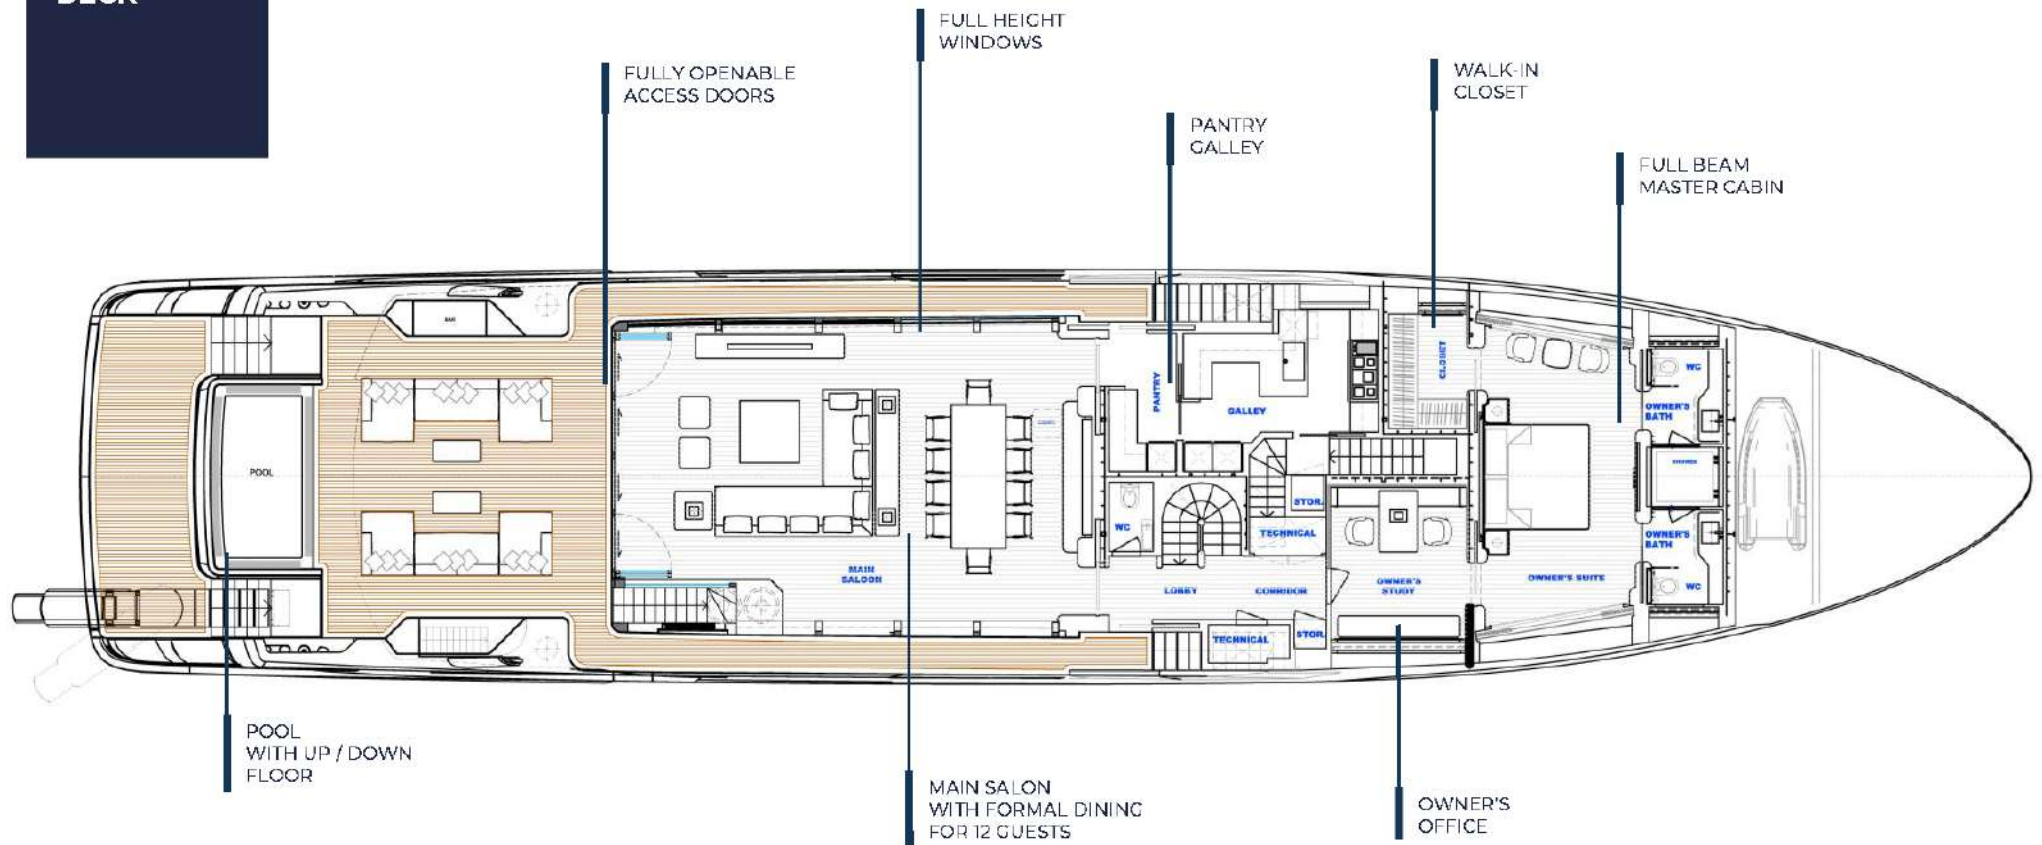 DECK
FULL HEIGHT
WINDOWS
FULLY OPENABLE
ACCESS DOORS
WALK-IN
CLOSET
PANTRY
GALLEY
FULL BEAM
MASTER CABIN
BAR
CLOSET
WC
PANTRY
GALLEY
OWNER'S
BATH
POOL
STOR.
WC
TECHNICAL
OWNER'S
BATH
MAIN
SALOON
LOBBY
CORRIDOR
OWNER'S
STUDY
OWNER'S SUITE
WC
TECHNICAL
STOR.
POOL
WITH UP / DOWN
FLOOR
MAIN SALON
WITH FORMAL DINING
FOR 12 GUESTS
OWNER'S
OFFICE